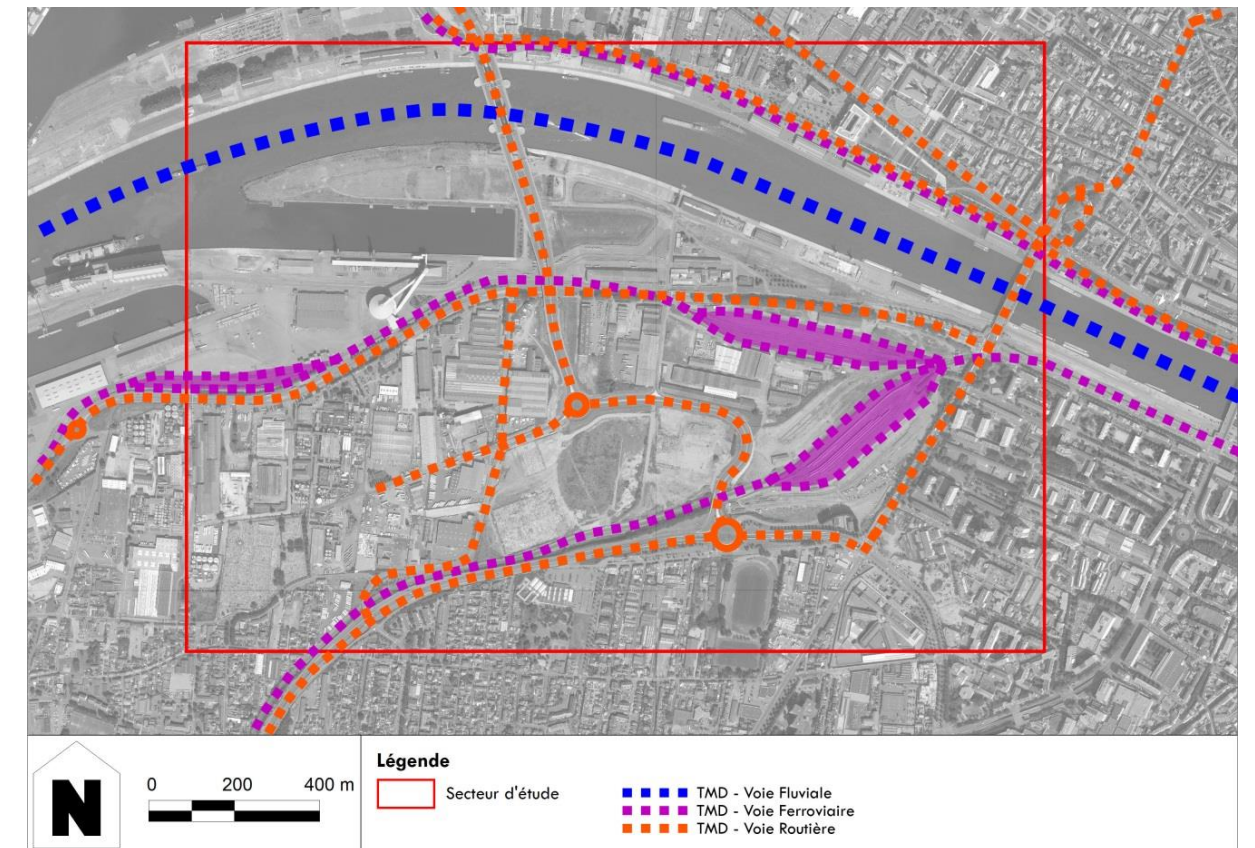 N
0 200 400 m
Légende
Secteur d'étude
TMD - Voie Fluviale
TMD - Voie Ferroviaire
TMD - Voie Routière